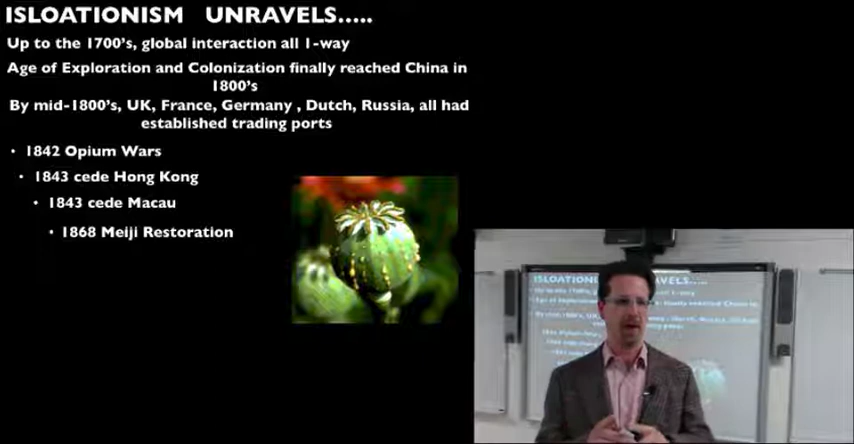 ISLOATIONISM UNRAVELS.....
Up to the 1700's, global interaction all 1-way
Age of Exploration and Colonization finally reached China in
1800's
By mid-1800's, UK, France, Germany , Dutch, Russia, all had
established trading ports
• 1842 Opium Wars
• 1843 cede Hong Kong
• 1843 cede Macau
• 1868 Meiji Restoration